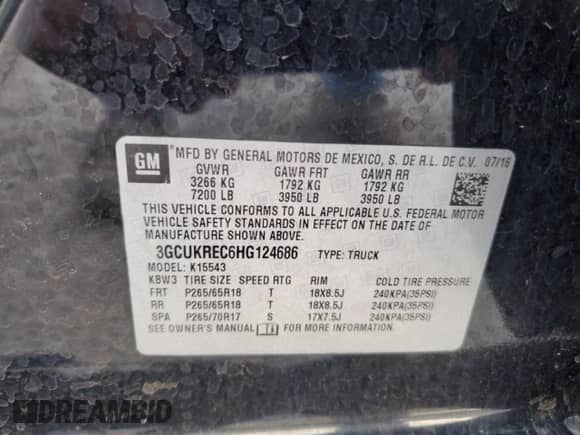 GM MFD BY GENERAL MOTORS DE MEXICO, S. DE R.L. DE C.V. 07/16
GVWR GAWR FRT GAWR RR
3266 KG 1792 KG 1792 KG
7200 LB 3950 LB 3950 LB
THIS VEHICLE CONFORMS TO ALL APPLICABLE U.S. FEDERAL MOTOR
VEHICLE SAFETY STANDARDS IN EFFECT ON THE DATE OF
MANUFACTURE SHOWN ABOVE.
3GCUKREC6HG124686 TYPE: TRUCK
MODEL: K15543
KBW3 TIRE SIZE SPEED RTG RIM COLD TIRE PRESSURE
FRT P265/65R18 T 18X8.5J 240KPA(35PSI)
RR P265/65R18 T 18X8.5J 240KPA(35PSI)
SPA P265/70R17 S 17X7.5J 240KPA(35PSI)
SEE OWNER'S MANUAL FOR MORE INFORMATION.
DREAMBID